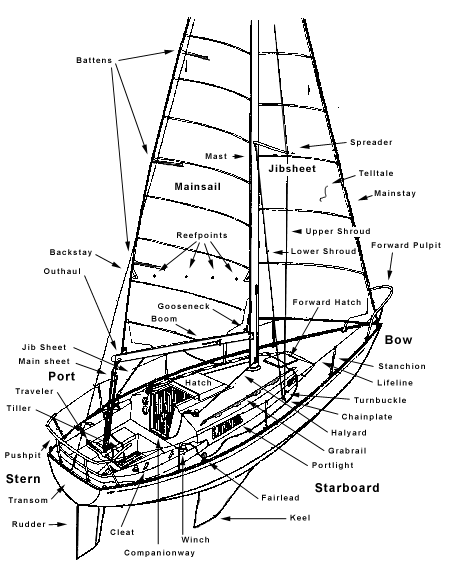 Battens
Spreader
Mast
Jibsheet
Telltale
Mainsail
Mainstay
Reefpoints
Upper Shroud
Forward Pulpit
Backstay
Lower Shroud
Outhaul
Gooseneck
Forward Hatch
Boom
Bow
Jib Sheet
Main sheet
Stanchion
Port
Hatch
Lifeline
Traveler
Turnbuckle
Tiller
Chainplate
Halyard
Pushpit
Grabrail
Portlight
Stern
Starboard
Transom
Fairlead
Rudder
Keel
Cleat
Winch
Companionway